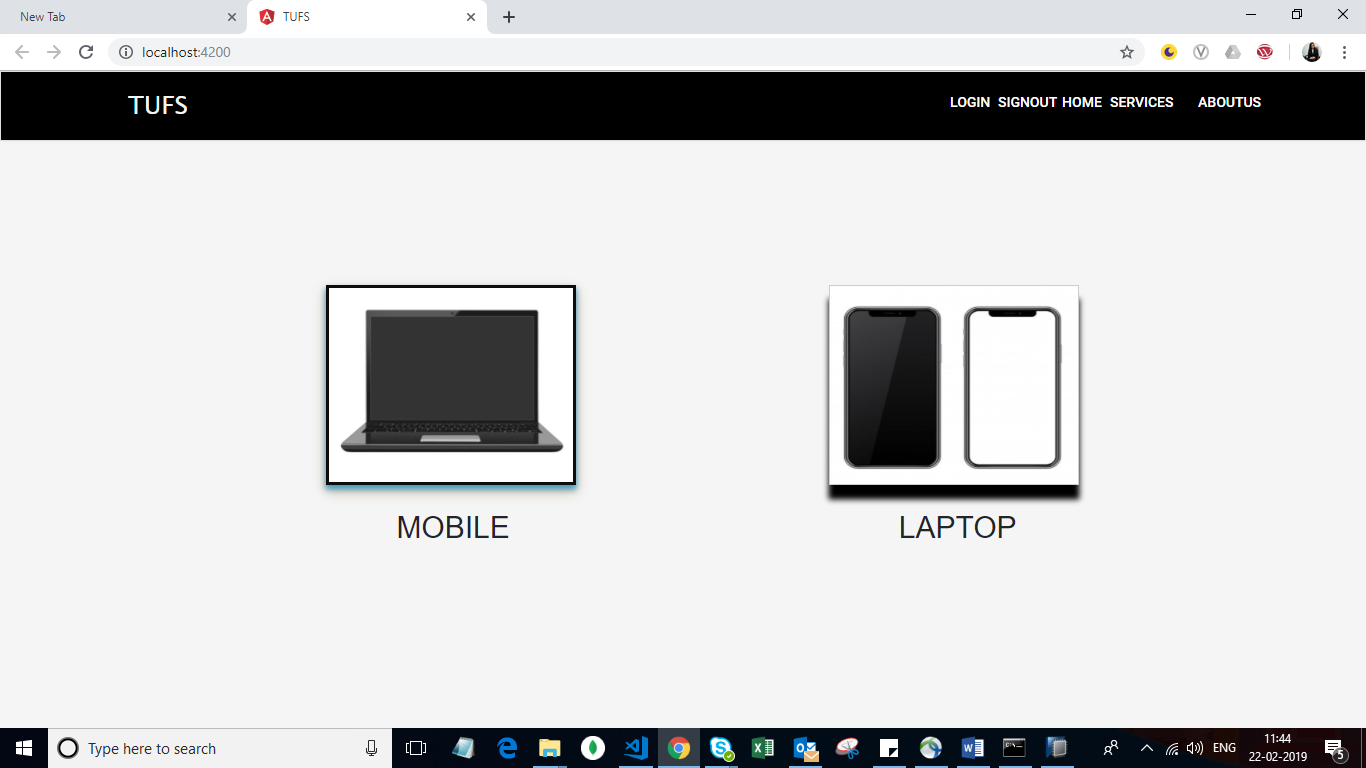 New Tab
TUFS
localhost:4200
TUFS
LOGIN SIGNOUT HOME SERVICES ABOUTUS
MOBILE
LAPTOP
Type here to search
ENG
11:44
22-02-2019
5